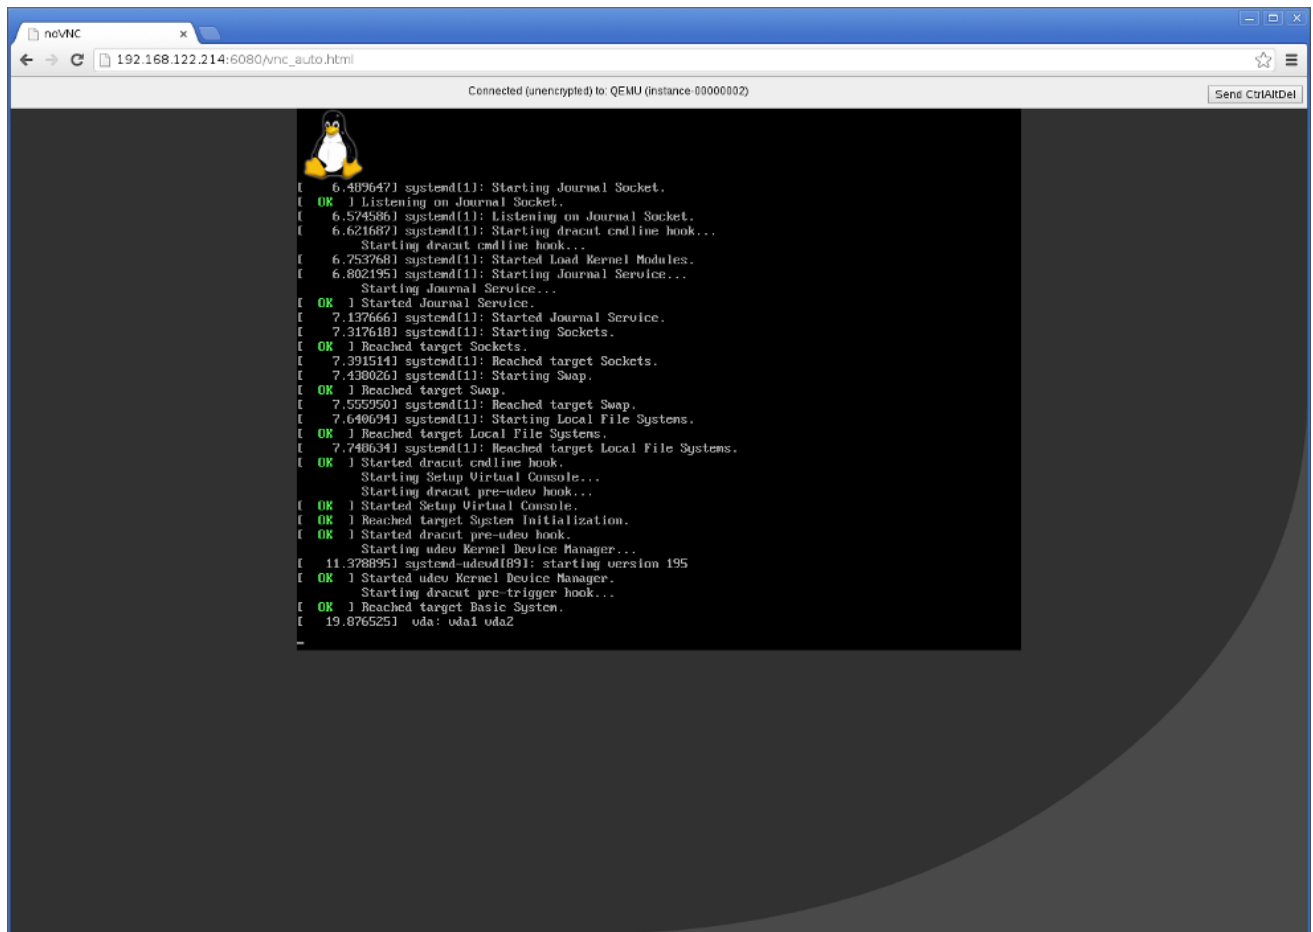 noVNC
192.168.122.214:6080/vnc_auto.html
Connected (unencrypted) to: QEMU (instance-00000002)
Send CtrlAltDel
[    6.489647] systemd[1]: Starting Journal Socket.
[  OK  ] Listening on Journal Socket.
[    6.574586] systemd[1]: Listening on Journal Socket.
[    6.621687] systemd[1]: Starting dracut cmdline hook...
Starting dracut cmdline hook...
[    6.753768] systemd[1]: Started Load Kernel Modules.
[    6.802195] systemd[1]: Starting Journal Service...
Starting Journal Service...
[  OK  ] Started Journal Service.
[    7.137666] systemd[1]: Started Journal Service.
[    7.317618] systemd[1]: Starting Sockets.
[  OK  ] Reached target Sockets.
[    7.391514] systemd[1]: Reached target Sockets.
[    7.438026] systemd[1]: Starting Swap.
[  OK  ] Reached target Swap.
[    7.555950] systemd[1]: Reached target Swap.
[    7.640694] systemd[1]: Starting Local File Systems.
[  OK  ] Reached target Local File Systems.
[    7.748634] systemd[1]: Reached target Local File Systems.
[  OK  ] Started dracut cmdline hook.
Starting Setup Virtual Console...
Starting dracut pre-udev hook...
[  OK  ] Started Setup Virtual Console.
[  OK  ] Reached target System Initialization.
[  OK  ] Started dracut pre-udev hook.
Starting udev Kernel Device Manager...
[   11.378895] systemd-udevd[89]: starting version 195
[  OK  ] Started udev Kernel Device Manager.
Starting dracut pre-trigger hook...
[  OK  ] Reached target Basic System.
[   19.876525]  vda: vda1 vda2